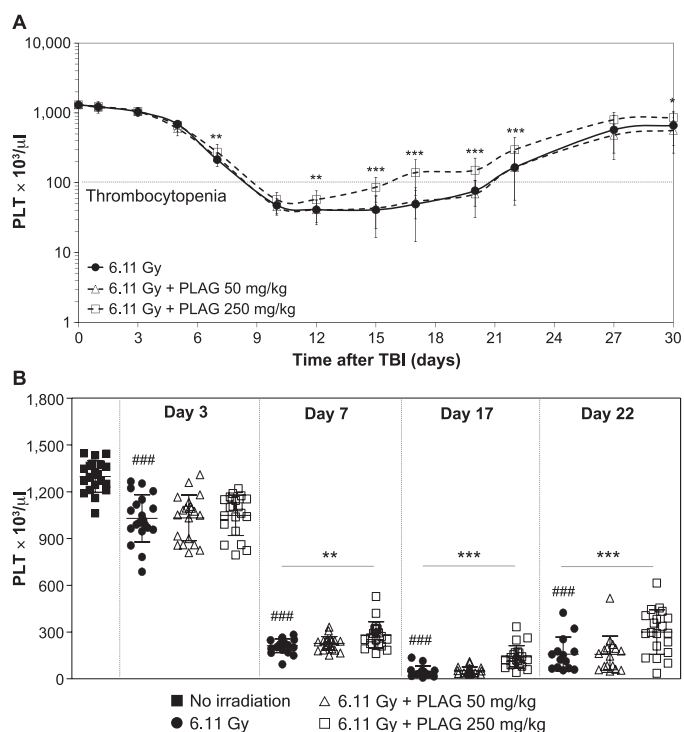 A
10,000
1,000
100
10
1
PLT × 10³/µl
** ** *** *** *** *** *
Thrombocytopenia
6.11 Gy
6.11 Gy + PLAG 50 mg/kg
6.11 Gy + PLAG 250 mg/kg
0 3 6 9 12 15 18 21 24 27 30
Time after TBI (days)
B
1,800
1,500
1,200
900
600
300
0
PLT × 10³/µl
Day 3 Day 7 Day 17 Day 22
###
** *** ***
### ### ###
No irradiation
6.11 Gy + PLAG 50 mg/kg
6.11 Gy
6.11 Gy + PLAG 250 mg/kg